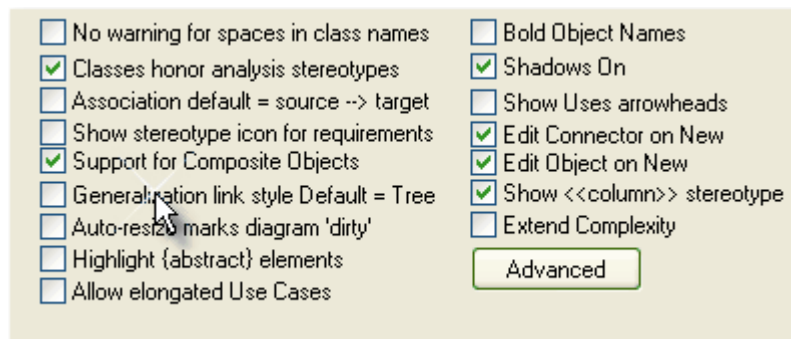 No warning for spaces in class names
Classes honor analysis stereotypes
Association default = source --> target
Show stereotype icon for requirements
Support for Composite Objects
Generalization link style Default = Tree
Auto-resize marks diagram 'dirty'
Highlight {abstract} elements
Allow elongated Use Cases
Bold Object Names
Shadows On
Show Uses arrowheads
Edit Connector on New
Edit Object on New
Show <<column>> stereotype
Extend Complexity
Advanced